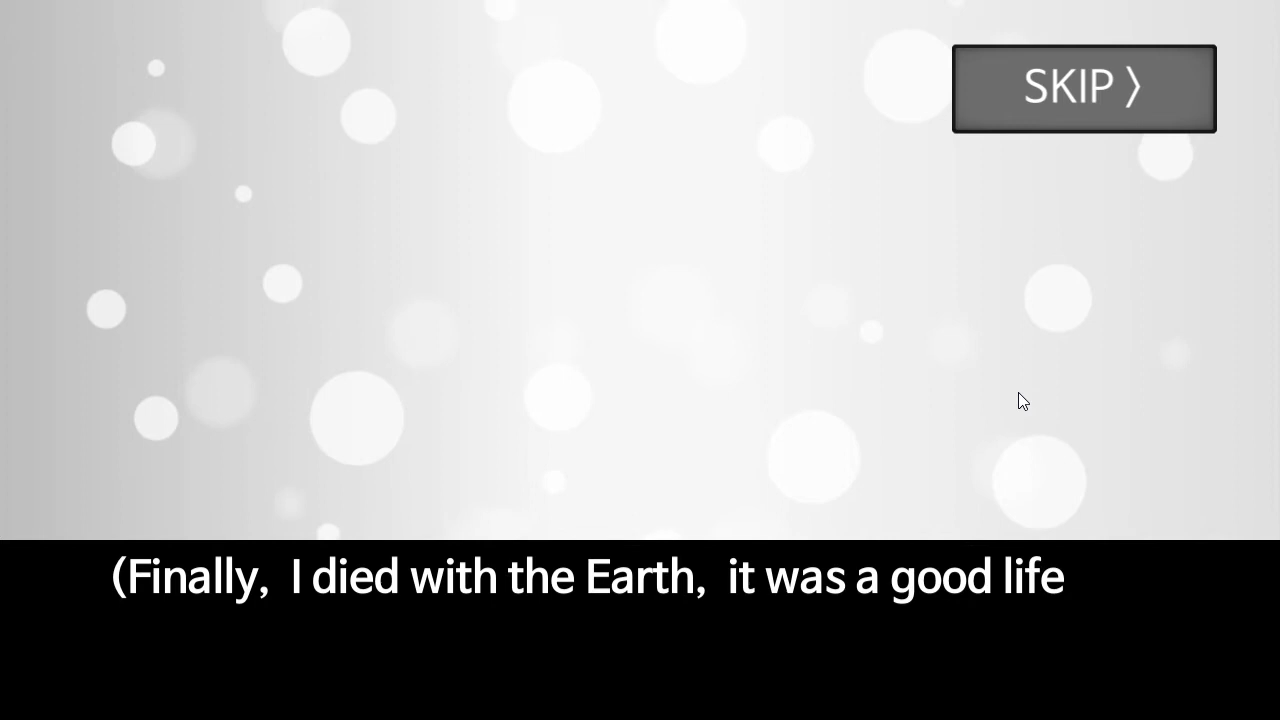 SKIP 〉
(Finally, I died with the Earth, it was a good life